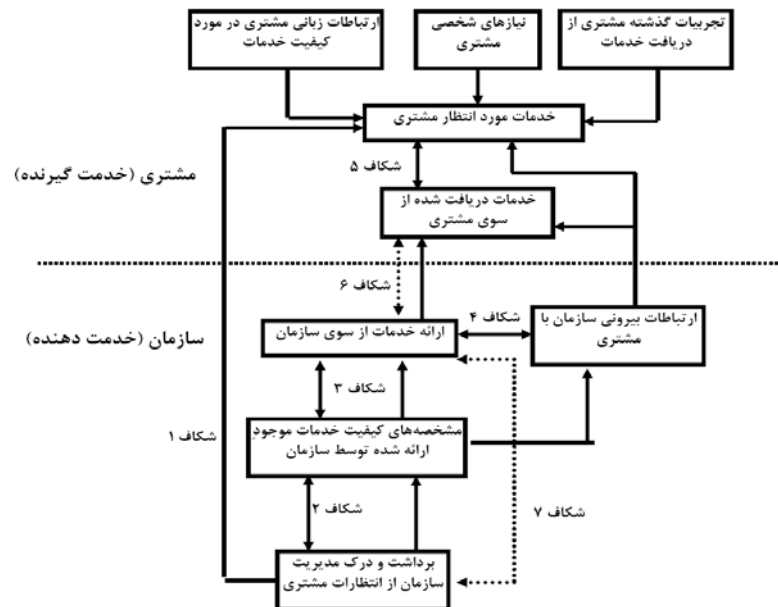 تجربیات گذشته مشتری از
دریافت خدمات
نیازهای شخصی
مشتری
ارتباطات زبانی مشتری در مورد
کیفیت خدمات
خدمات مورد انتظار مشتری
شکاف ۵
مشتری (خدمت گیرنده)
خدمات دریافت شده از
سوی مشتری
شکاف ۶
ارتباطات بیرونی سازمان با
مشتری
شکاف ۴
ارائه خدمات از سوی سازمان
سازمان (خدمت دهنده)
شکاف ۳
مشخصه‌های کیفیت خدمات موجودِ
ارائه شده توسط سازمان
شکاف ۱
شکاف ۲
شکاف ۷
برداشت و درک مدیریت
سازمان از انتظارات مشتری